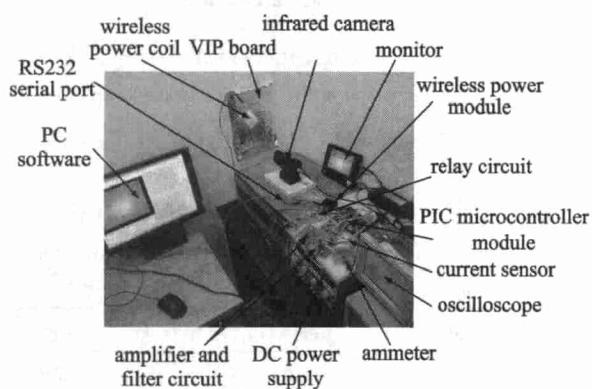 wireless
power coil
VIP board
infrared camera
monitor
RS232
serial port
wireless power
module
PC
software
relay circuit
PIC microcontroller
module
current sensor
oscilloscope
amplifier and
filter circuit
DC power
supply
ammeter